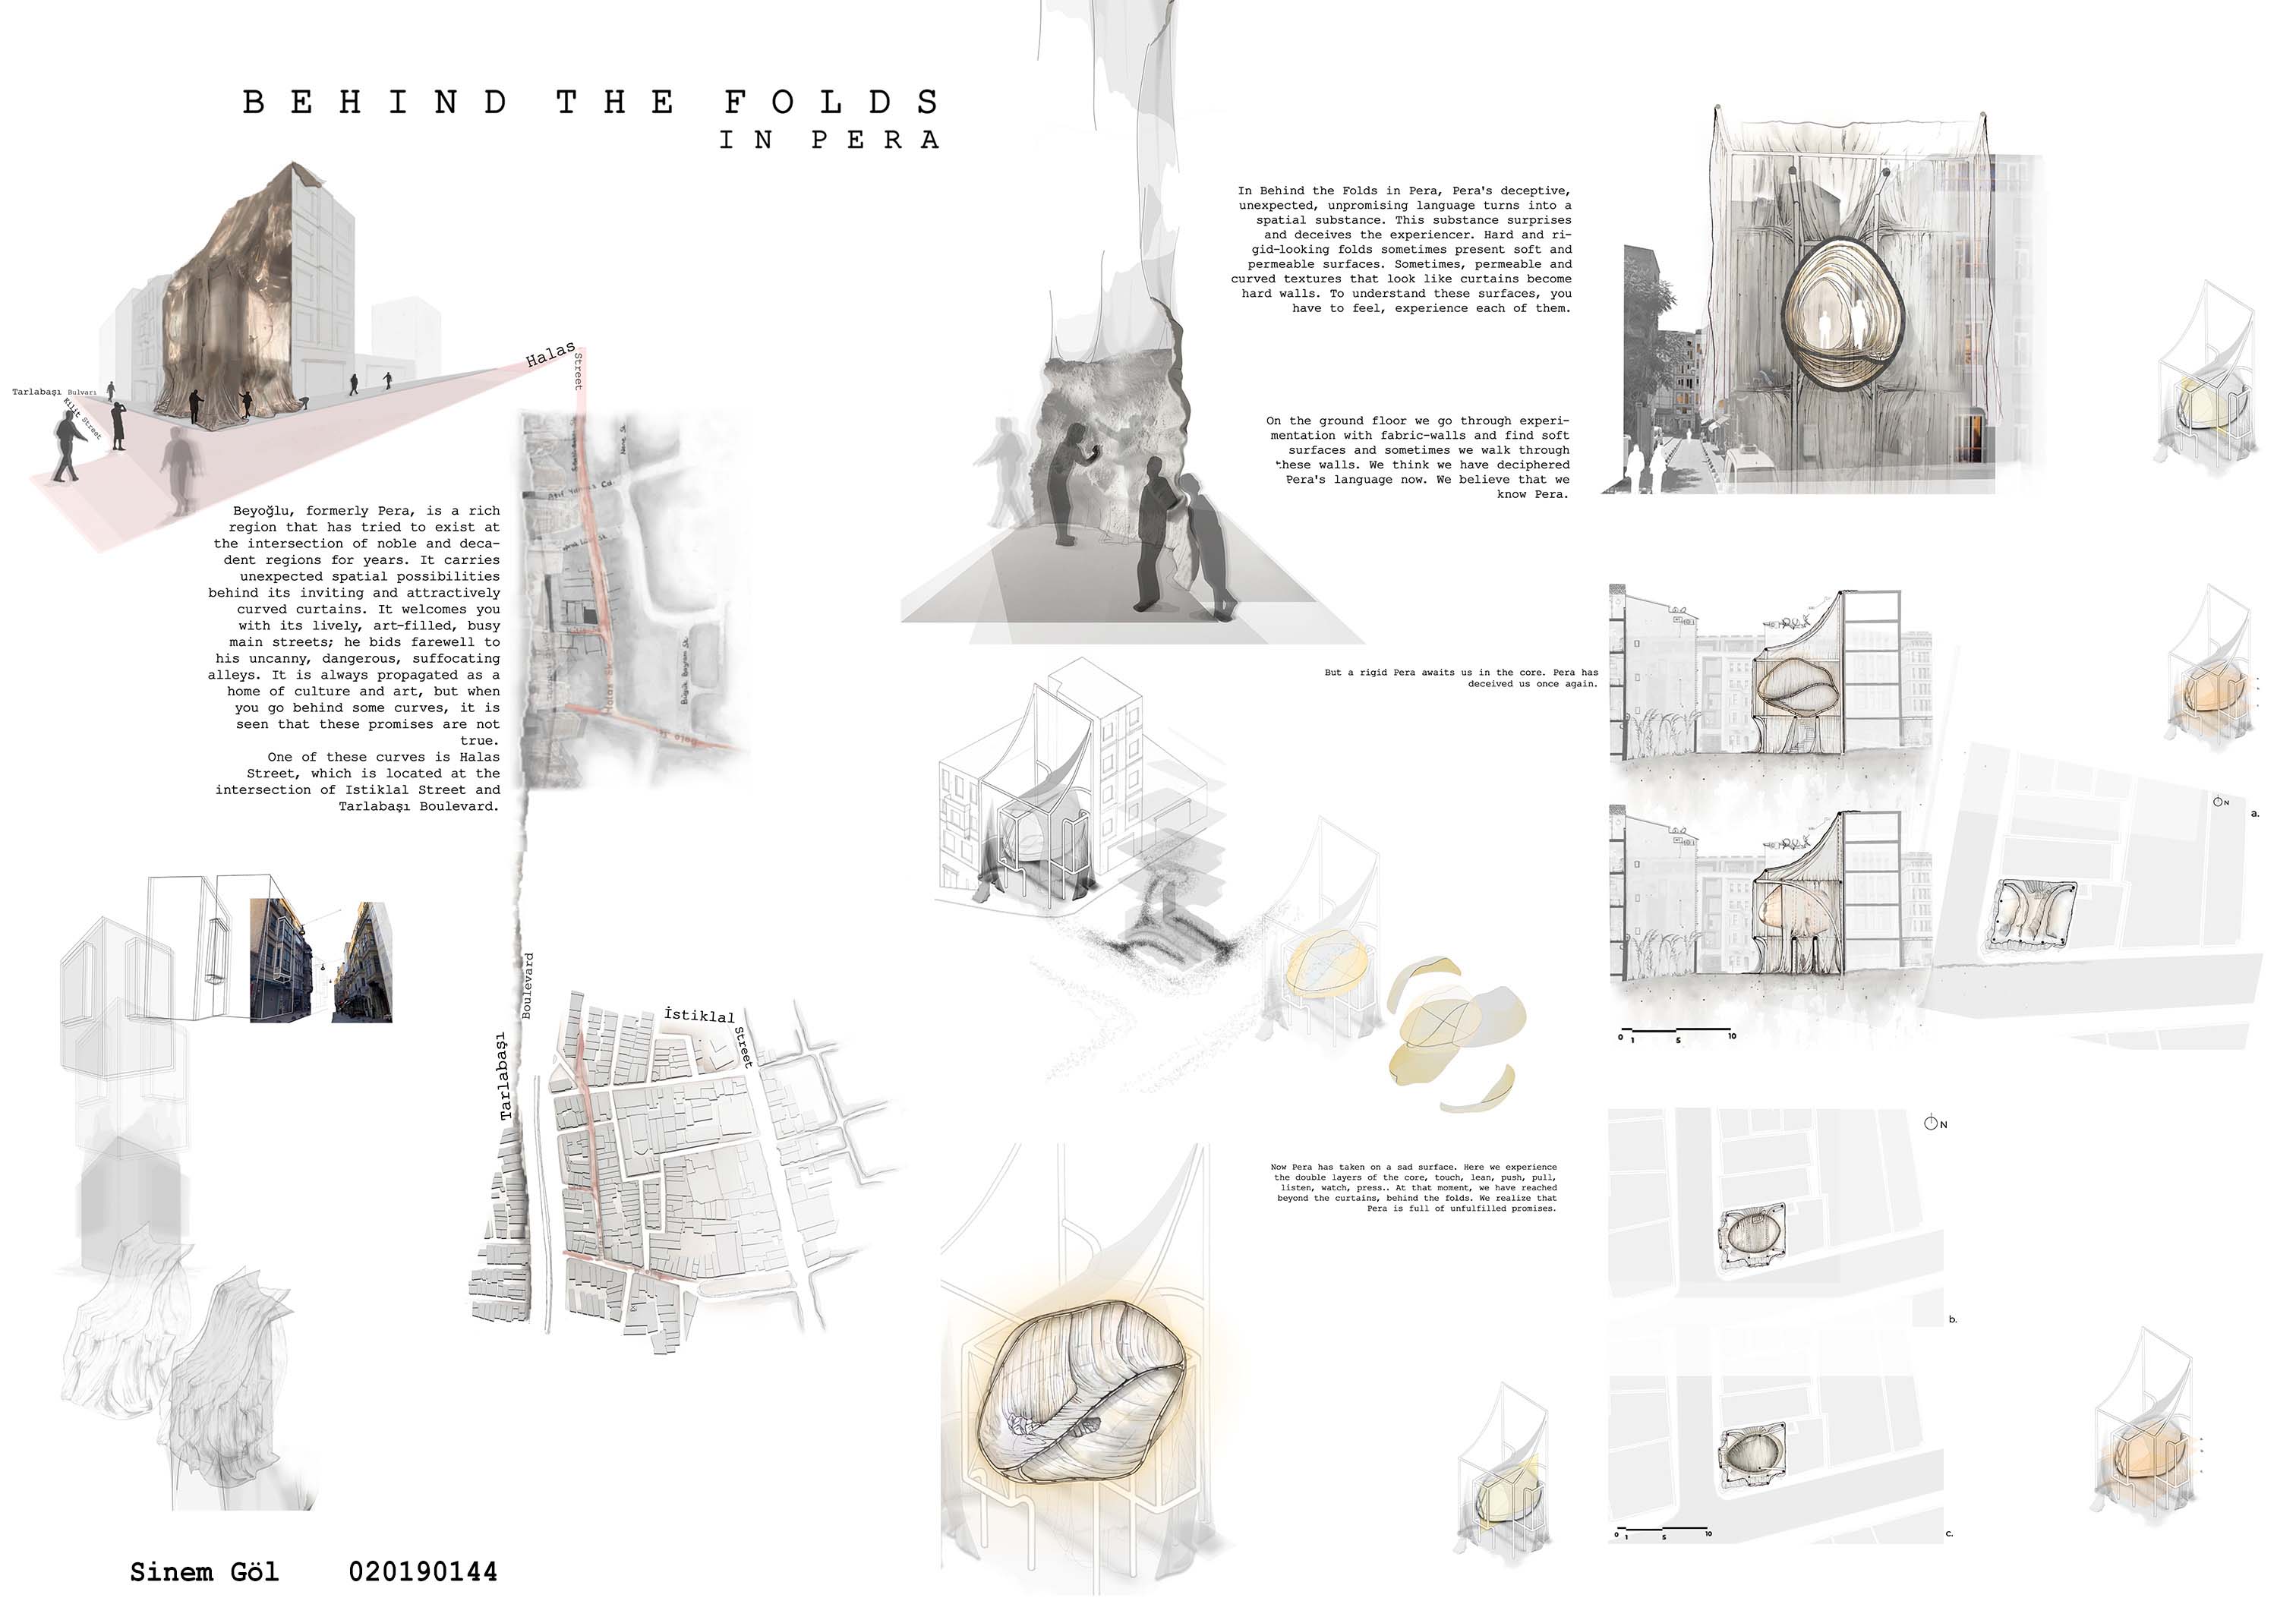 BEHIND THE FOLDS
IN PERA
Halas
Street
Tarlabaşı Bulvarı
Kilit Street
Beyoğlu, formerly Pera, is a rich
region that has tried to exist at
the intersection of noble and deca-
dent regions for years. It carries
unexpected spatial possibilities
behind its inviting and attractively
curved curtains. It welcomes you
with its lively, art-filled, busy
main streets; he bids farewell to
his uncanny, dangerous, suffocating
alleys. It is always propagated as a
home of culture and art, but when
you go behind some curves, it is
seen that these promises are not
true.
One of these curves is Halas
Street, which is located at the
intersection of Istiklal Street and
Tarlabaşı Boulevard.
Halas St.
Büyük Bayram Sk
Tarlabaşı
Boulevard
İstiklal
Street
Sinem Göl 020190144
In Behind the Folds in Pera, Pera's deceptive,
unexpected, unpromising language turns into a
spatial substance. This substance surprises
and deceives the experiencer. Hard and ri-
gid-looking folds sometimes present soft and
permeable surfaces. Sometimes, permeable and
curved textures that look like curtains become
hard walls. To understand these surfaces, you
have to feel, experience each of them.
On the ground floor we go through experi-
mentation with fabric-walls and find soft
surfaces and sometimes we walk through
these walls. We think we have deciphered
Pera's language now. We believe that we
know Pera.
But a rigid Pera awaits us in the core. Pera has
deceived us once again.
Now Pera has taken on a sad surface. Here we experience
the double layers of the core, touch, lean, push, pull,
listen, watch, press.. At that moment, we have reached
beyond the curtains, behind the folds. We realize that
Pera is full of unfulfilled promises.
N
a.
0 1 5 10
N
b.
c.
0 1 5 10